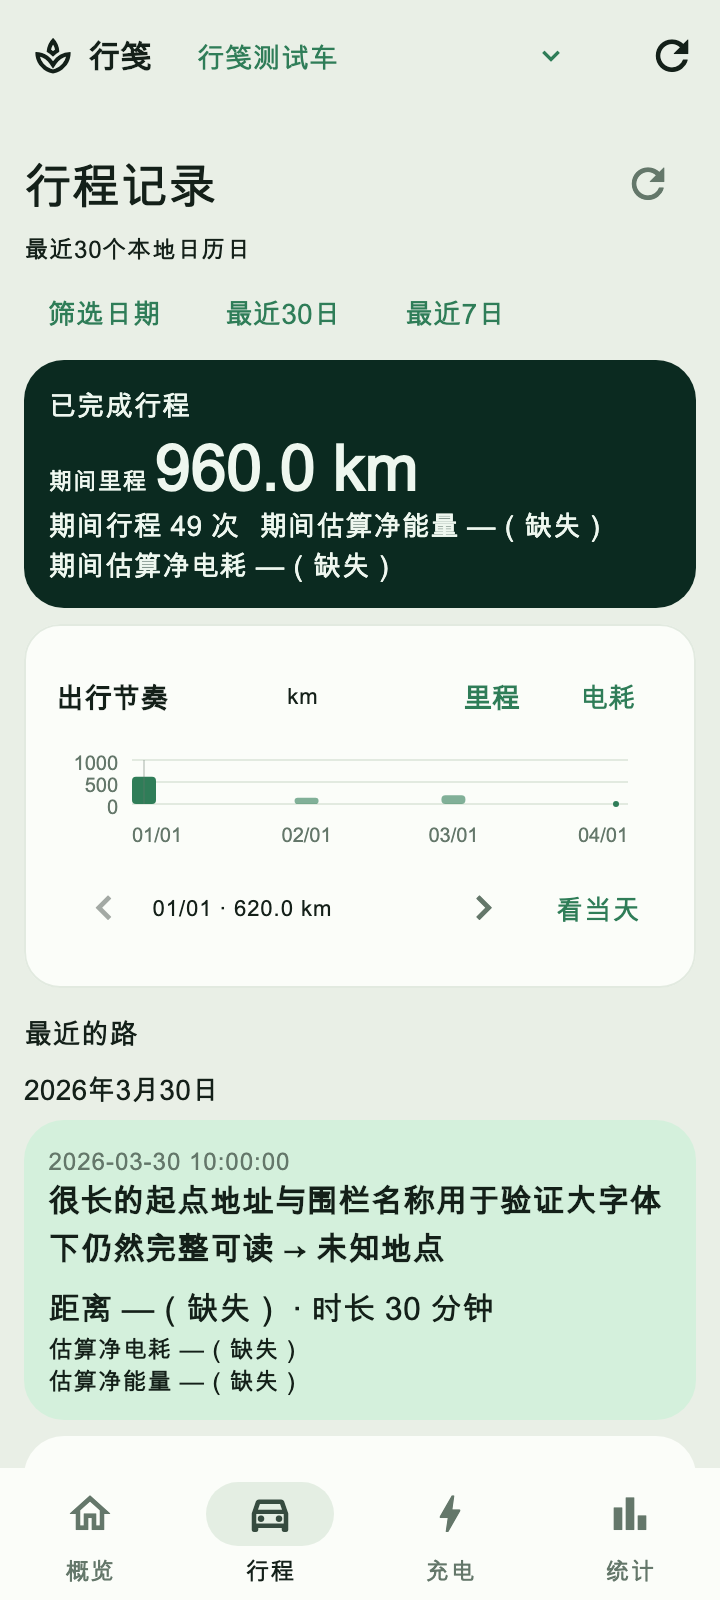 行笺 行笺测试车
行程记录
最近30个本地日历日
筛选日期 最近30日 最近7日
已完成行程
期间里程 960.0 km
期间行程 49 次 期间估算净能量 —(缺失)
期间估算净电耗 —(缺失)
出行节奏 km 里程 电耗
1000
500
0
01/01 02/01 03/01 04/01
01/01 · 620.0 km 看当天
最近的路
2026年3月30日
2026-03-30 10:00:00
很长的起点地址与围栏名称用于验证大字体
下仍然完整可读 → 未知地点
距离 —(缺失) · 时长 30 分钟
估算净电耗 —(缺失)
估算净能量 —(缺失)
概览 行程 充电 统计